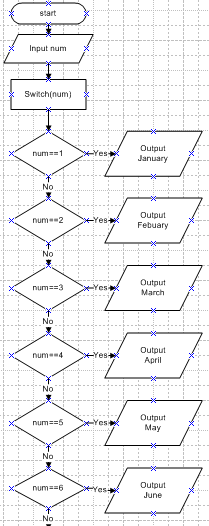 start
Input num
Switch(num)
num==1
Yes
Output
January
No
num==2
Yes
Output
Febuary
No
num==3
Yes
Output
March
No
num==4
Yes
Output
April
No
num==5
Yes
Output
May
No
num==6
Yes
Output
June
No